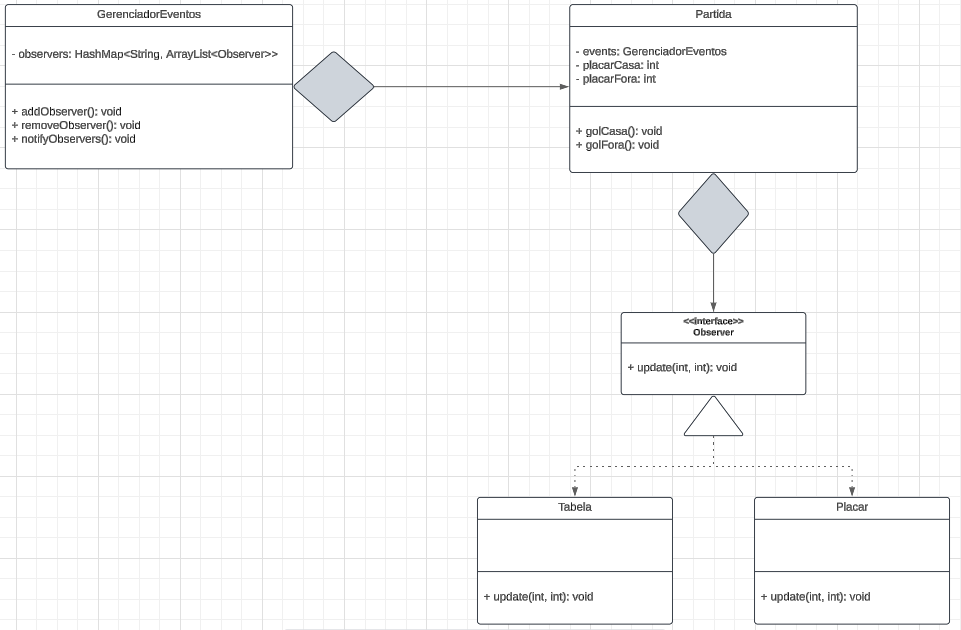 GerenciadorEventos
- observers: HashMap<String, ArrayList<Observer>>
+ addObserver(): void
+ removeObserver(): void
+ notifyObservers(): void
Partida
- events: GerenciadorEventos
- placarCasa: int
- placarFora: int
+ golCasa(): void
+ golFora(): void
<<interface>>
Observer
+ update(int, int): void
Tabela
+ update(int, int): void
Placar
+ update(int, int): void